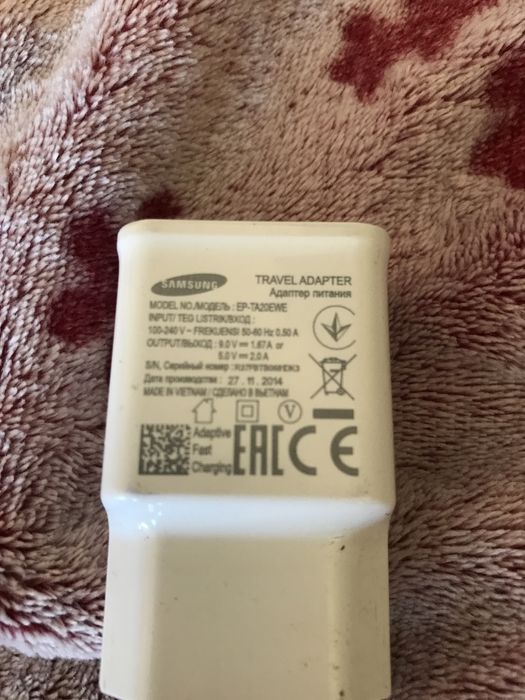 SAMSUNG
TRAVEL ADAPTER
Адаптер питания
MODEL NO./МОДЕЛЬ : EP-TA20EWE
INPUT/ TEG LISTRIK/ВХОД :
100-240 V ~ FREKUENSI 50-60 Hz 0.50 A
OUTPUT/ВЫХОД : 9.0 V ⎓ 1.67A or
5.0 V ⎓ 2.0 A
S/N, Серийный номер :
Дата производства : 27 . 11 . 2014
MADE IN VIETNAM / СДЕЛАНО В ВЬЕТНАМ
V
Adaptive
Fast
Charging
EAC CE